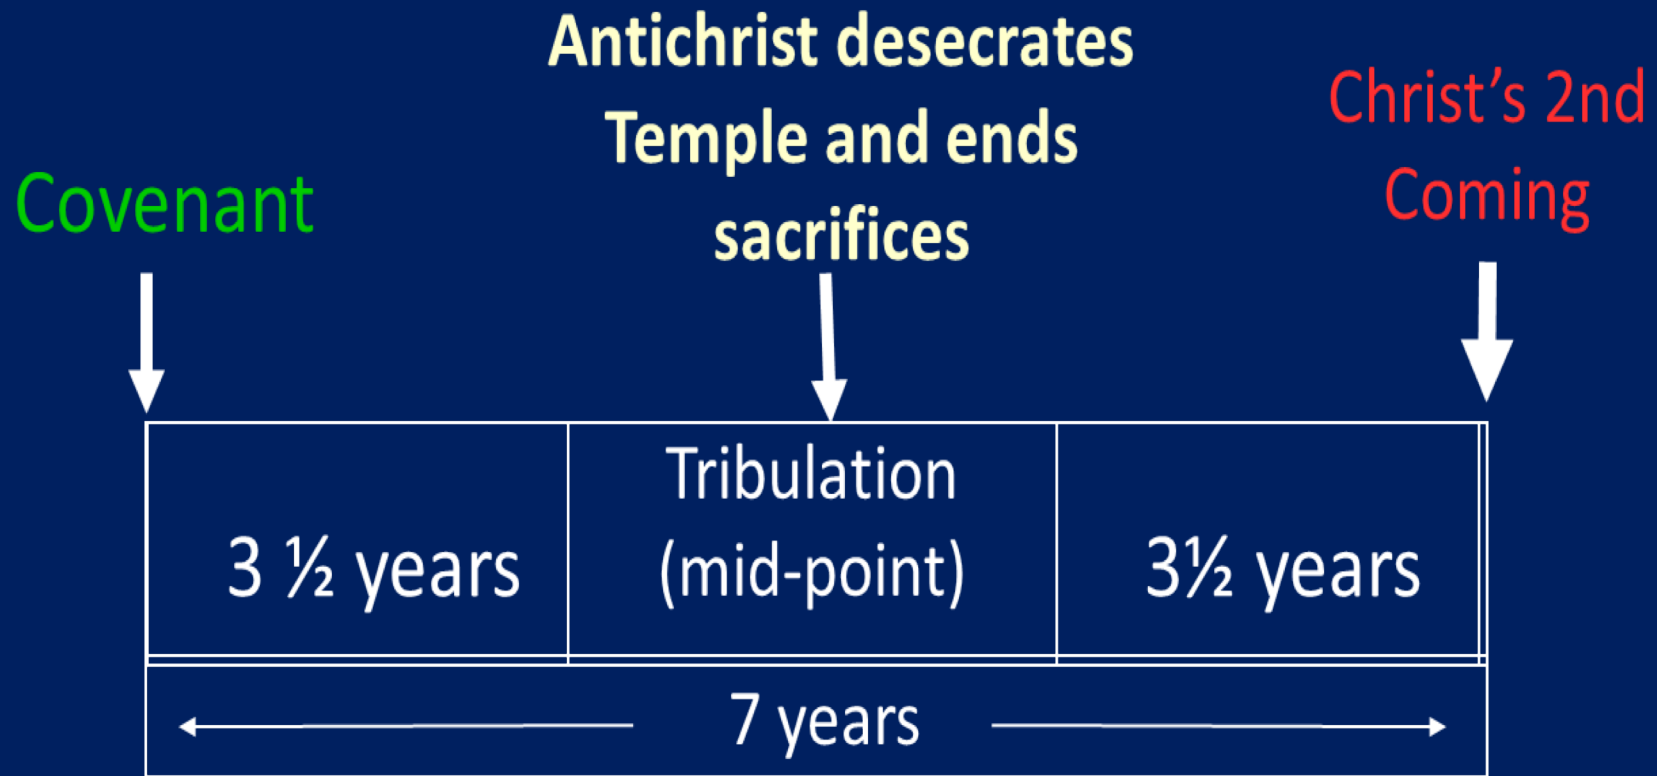 Antichrist desecrates
Temple and ends
sacrifices
Christ’s 2nd
Coming
Covenant
3 ½ years
Tribulation
(mid-point)
3½ years
7 years